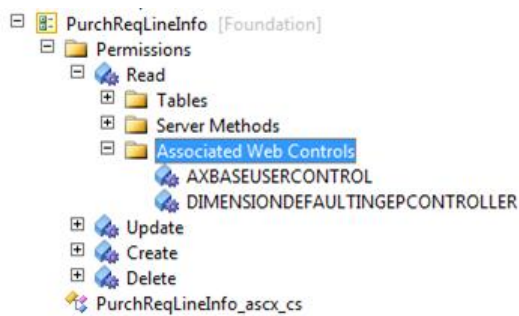 PurchReqLineInfo [Foundation]
Permissions
Read
Tables
Server Methods
Associated Web Controls
AXBASEUSERCONTROL
DIMENSIONDEFAULTINGEPCONTROLLER
Update
Create
Delete
PurchReqLineInfo_ascx_cs